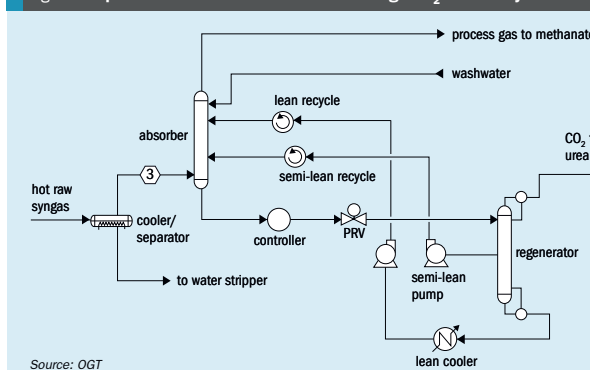 process gas to
washwater
lean recycle
absorber
CO2
urea
3
semi-lean recycle
hot raw
syngas
cooler/
separator
controller
PRV
regenerator
to water stripper
semi-lean
pump
lean cooler
Source: OGT